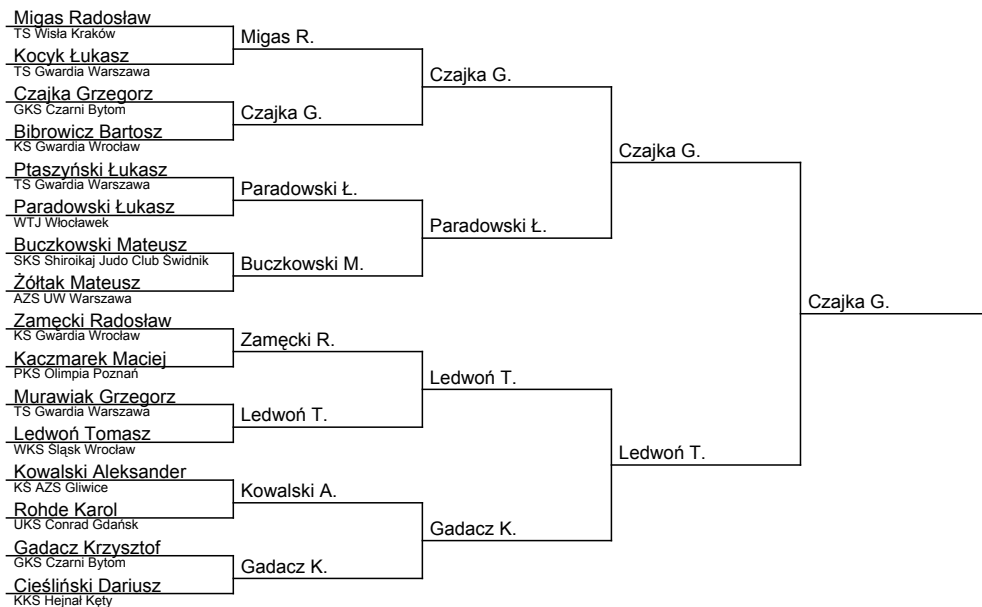 Migas Radosław
TS Wisła Kraków
Kocyk Łukasz
TS Gwardia Warszawa
Czajka Grzegorz
GKS Czarni Bytom
Bibrowicz Bartosz
KS Gwardia Wrocław
Ptaszyński Łukasz
TS Gwardia Warszawa
Paradowski Łukasz
WTJ Włocławek
Buczkowski Mateusz
SKS Shiroikaj Judo Club Świdnik
Żółtak Mateusz
AZS UW Warszawa
Zamęcki Radosław
KS Gwardia Wrocław
Kaczmarek Maciej
PKS Olimpia Poznań
Murawiak Grzegorz
TS Gwardia Warszawa
Ledwoń Tomasz
WKS Śląsk Wrocław
Kowalski Aleksander
KŚ AZS Gliwice
Rohde Karol
UKS Conrad Gdańsk
Gadacz Krzysztof
GKS Czarni Bytom
Cieśliński Dariusz
KKS Hejnał Kęty
Migas R.
Czajka G.
Paradowski Ł.
Buczkowski M.
Zamęcki R.
Ledwoń T.
Kowalski A.
Gadacz K.
Czajka G.
Paradowski Ł.
Ledwoń T.
Gadacz K.
Czajka G.
Ledwoń T.
Czajka G.